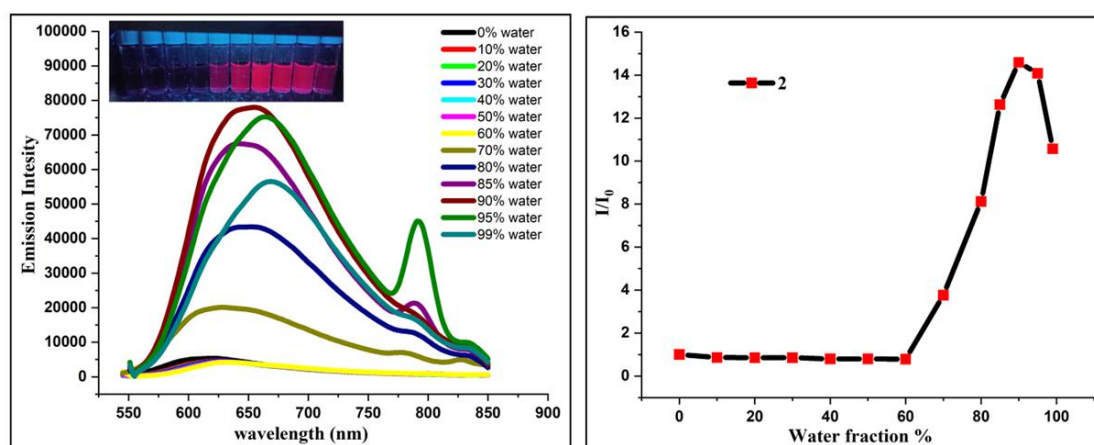 100000
90000
80000
70000
60000
50000
40000
30000
20000
10000
0
Emission Intesity
0% water
10% water
20% water
30% water
40% water
50% water
60% water
70% water
80% water
85% water
90% water
95% water
99% water
550 600 650 700 750 800 850 900
wavelength (nm)
16
14
12
10
8
6
4
2
0
I/I0
2
0 20 40 60 80 100
Water fraction %